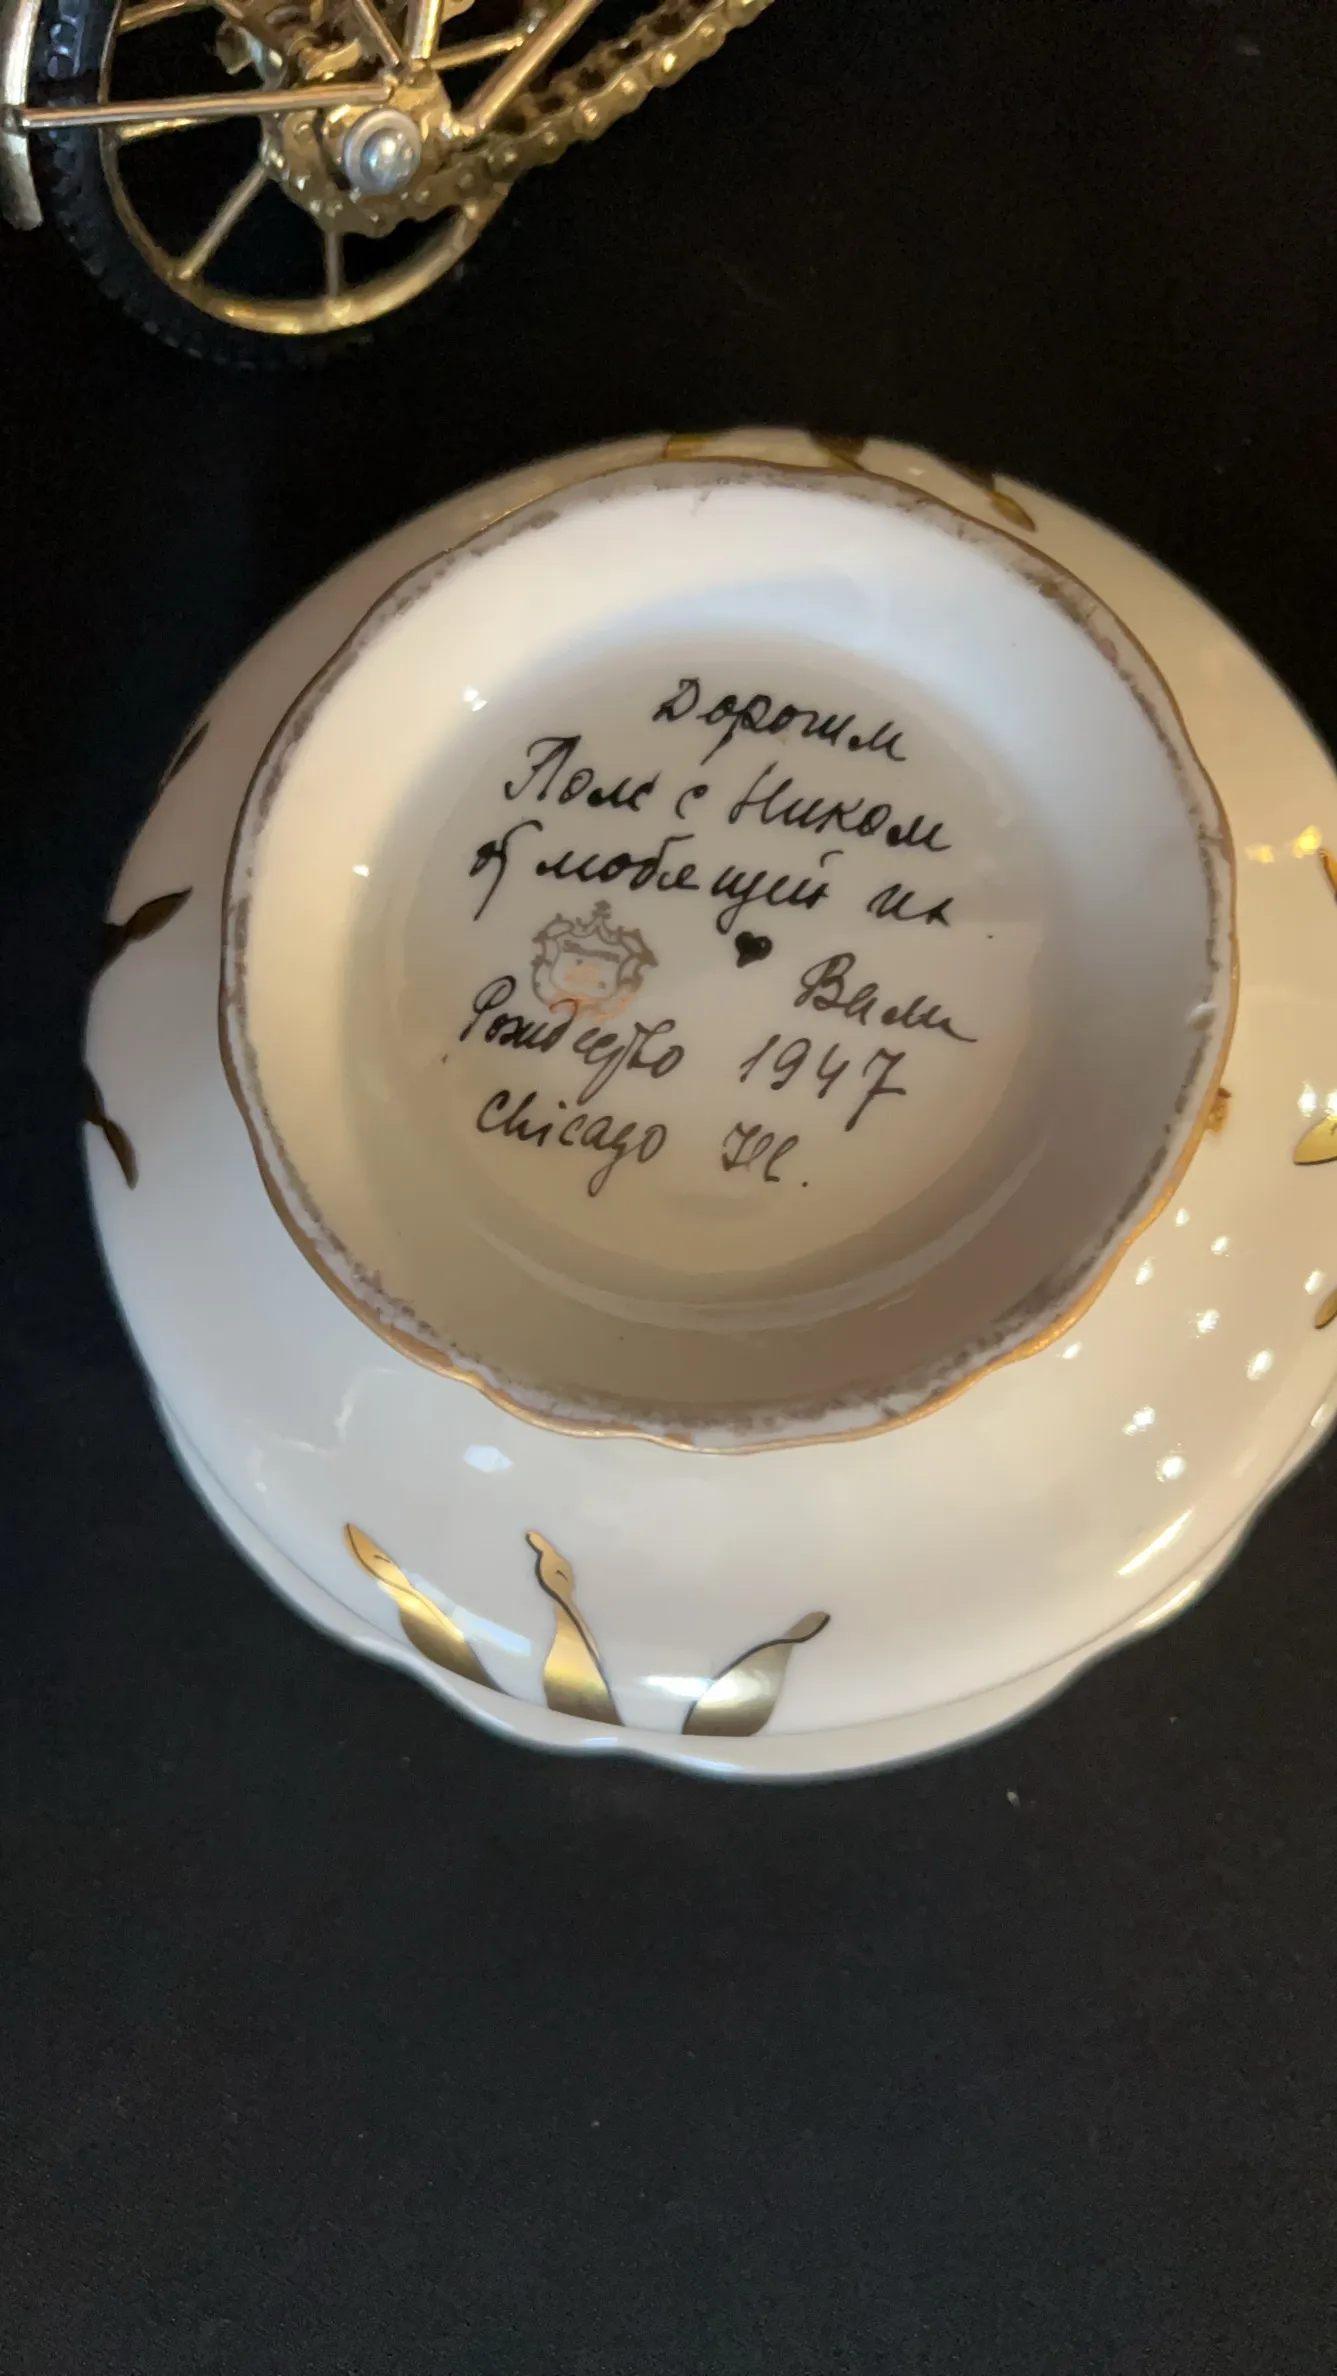 Дорогим
Поле с Ником
от любящей их
♥ Вали
Рождество 1947
Chicago Ill.